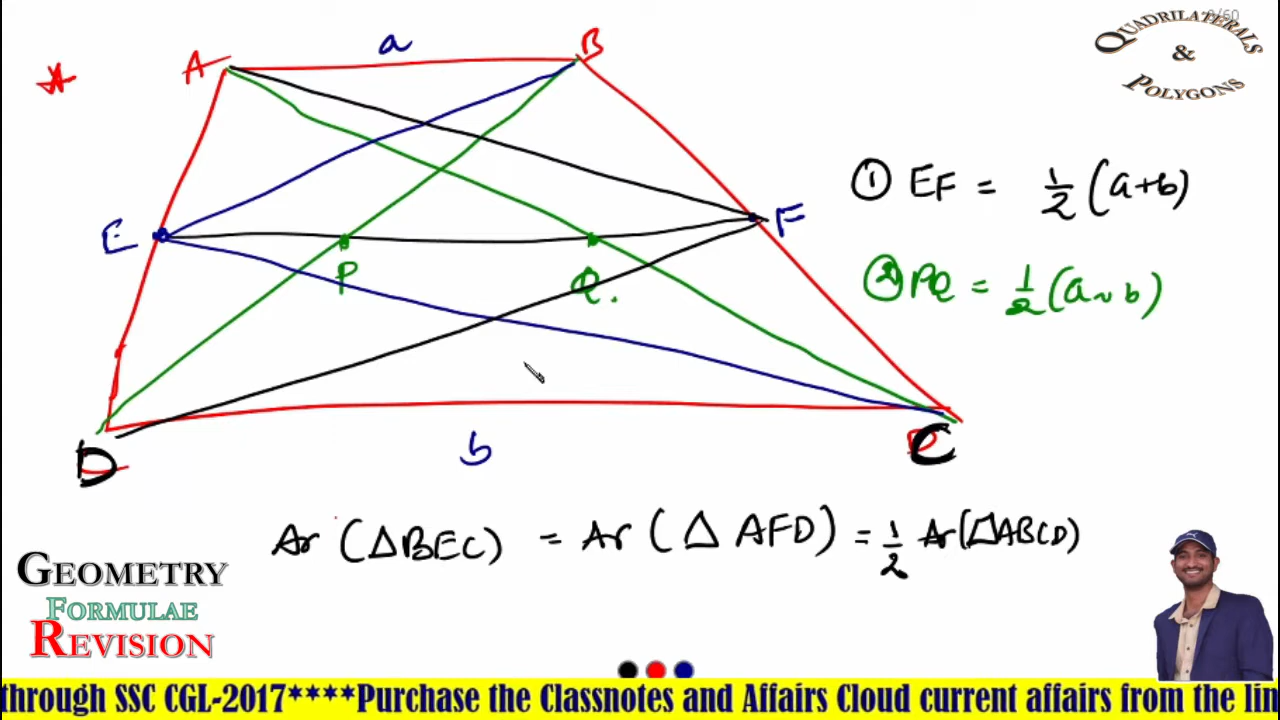 QUADRILATERALS
&
POLYGONS
a
A
B
① EF = 1/2 (a+b)
E
F
P
Q.
② PQ = 1/2 (a~b)
D
b
C
Ar (△BEC) = Ar (△ AFD) = 1/2 Ar(▱ABCD)
GEOMETRY
FORMULAE
REVISION
through SSC CGL-2017****Purchase the Classnotes and Affairs Cloud current affairs from the lin